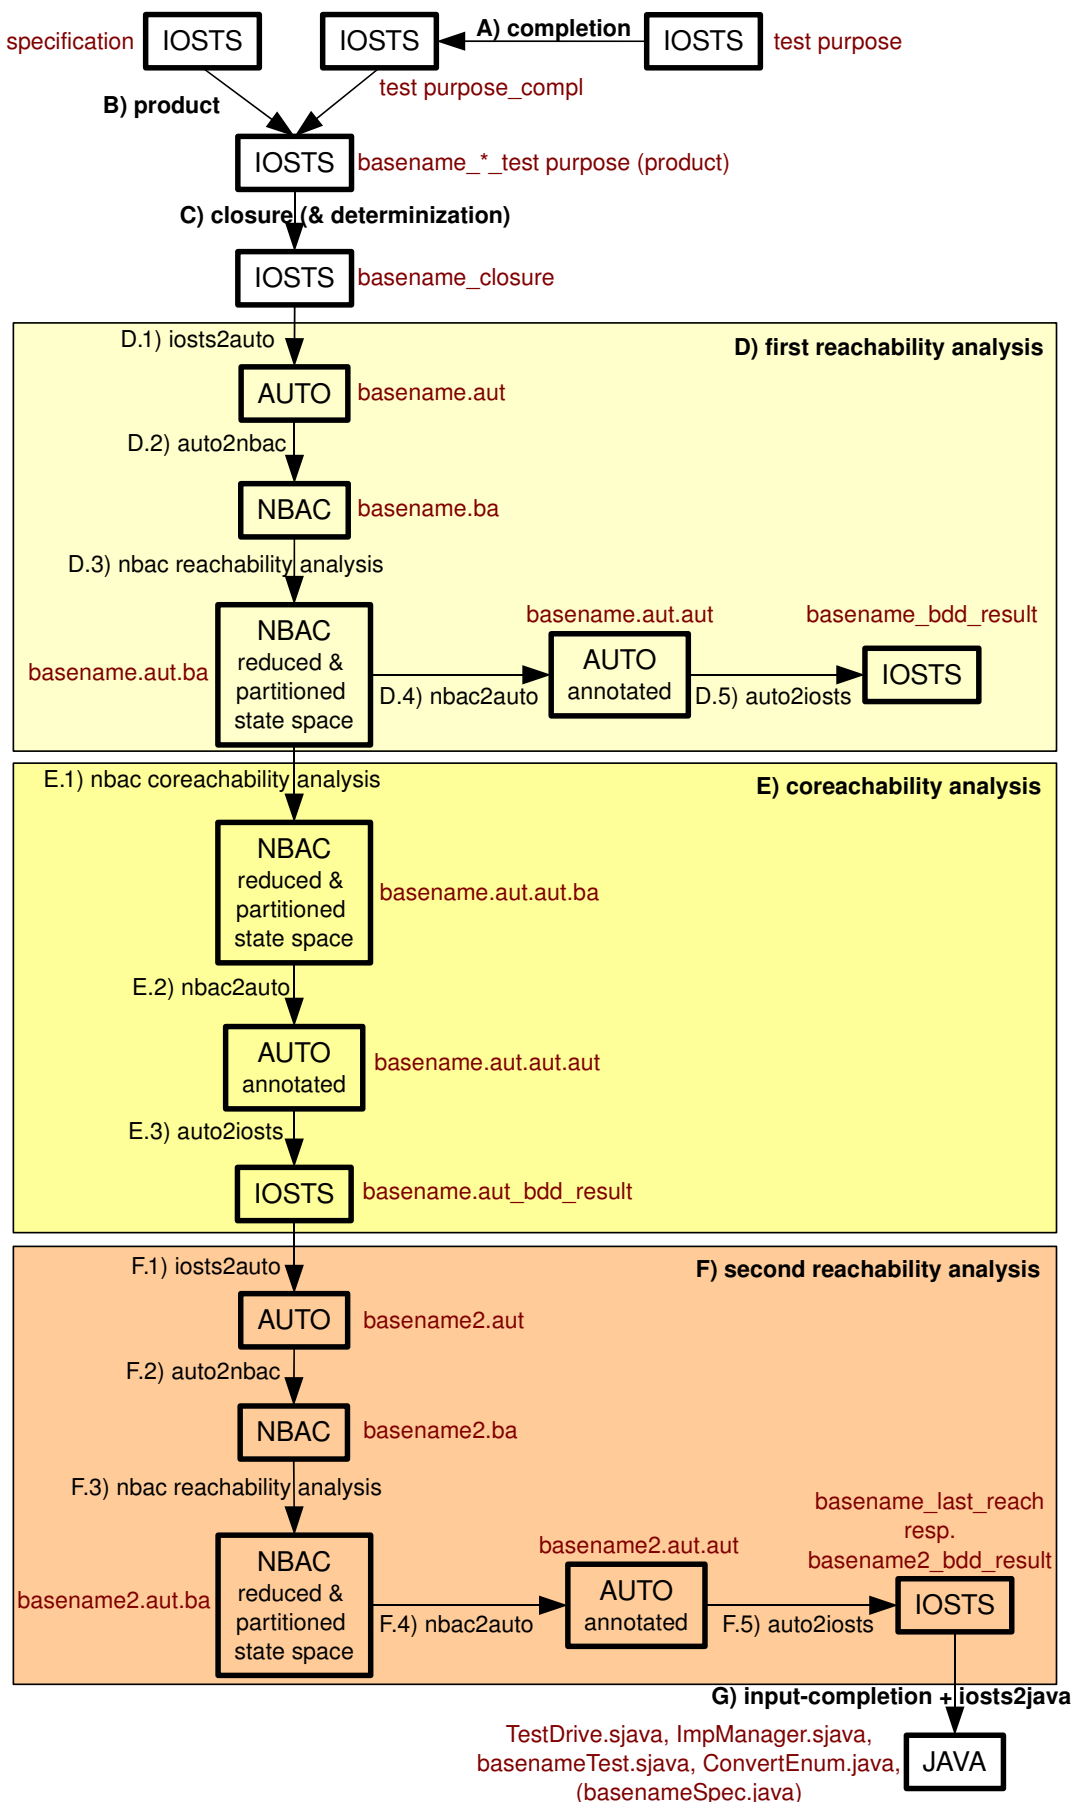 specification
IOSTS
IOSTS
A) completion
IOSTS
test purpose
test purpose_compl
B) product
IOSTS
basename_*_test purpose (product)
C) closure (& determinization)
IOSTS
basename_closure
D.1) iosts2auto
D) first reachability analysis
AUTO
basename.aut
D.2) auto2nbac
NBAC
basename.ba
D.3) nbac reachability analysis
basename.aut.ba
NBAC
reduced &
partitioned
state space
D.4) nbac2auto
basename.aut.aut
AUTO
annotated
D.5) auto2iosts
basename_bdd_result
IOSTS
E.1) nbac coreachability analysis
E) coreachability analysis
NBAC
reduced &
partitioned
state space
basename.aut.aut.ba
E.2) nbac2auto
AUTO
annotated
basename.aut.aut.aut
E.3) auto2iosts
IOSTS
basename.aut_bdd_result
F.1) iosts2auto
F) second reachability analysis
AUTO
basename2.aut
F.2) auto2nbac
NBAC
basename2.ba
F.3) nbac reachability analysis
basename2.aut.ba
NBAC
reduced &
partitioned
state space
F.4) nbac2auto
basename2.aut.aut
AUTO
annotated
F.5) auto2iosts
basename_last_reach
resp.
basename2_bdd_result
IOSTS
G) input-completion + iosts2java
TestDrive.sjava, ImpManager.sjava,
basenameTest.sjava, ConvertEnum.java,
(basenameSpec.java)
JAVA